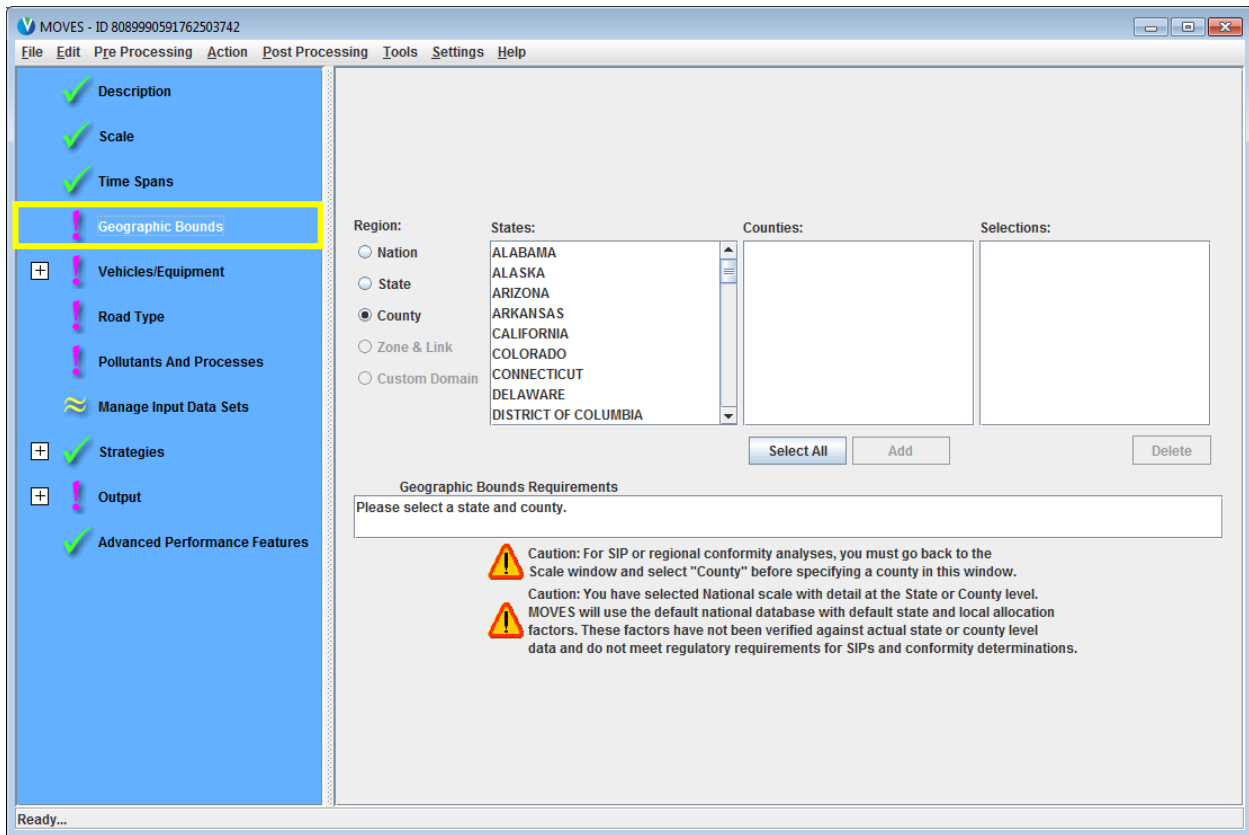 MOVES - ID 8089990591762503742
File Edit Pre Processing Action Post Processing Tools Settings Help
Description
Scale
Time Spans
Geographic Bounds
Vehicles/Equipment
Road Type
Pollutants And Processes
Manage Input Data Sets
Strategies
Output
Advanced Performance Features
Region:
Nation
State
County
Zone & Link
Custom Domain
States:
ALABAMA
ALASKA
ARIZONA
ARKANSAS
CALIFORNIA
COLORADO
CONNECTICUT
DELAWARE
DISTRICT OF COLUMBIA
Counties:
Selections:
Select All
Add
Delete
Geographic Bounds Requirements
Please select a state and county.
Caution: For SIP or regional conformity analyses, you must go back to the
Scale window and select "County" before specifying a county in this window.
Caution: You have selected National scale with detail at the State or County level.
MOVES will use the default national database with default state and local allocation
factors. These factors have not been verified against actual state or county level
data and do not meet regulatory requirements for SIPs and conformity determinations.
Ready...